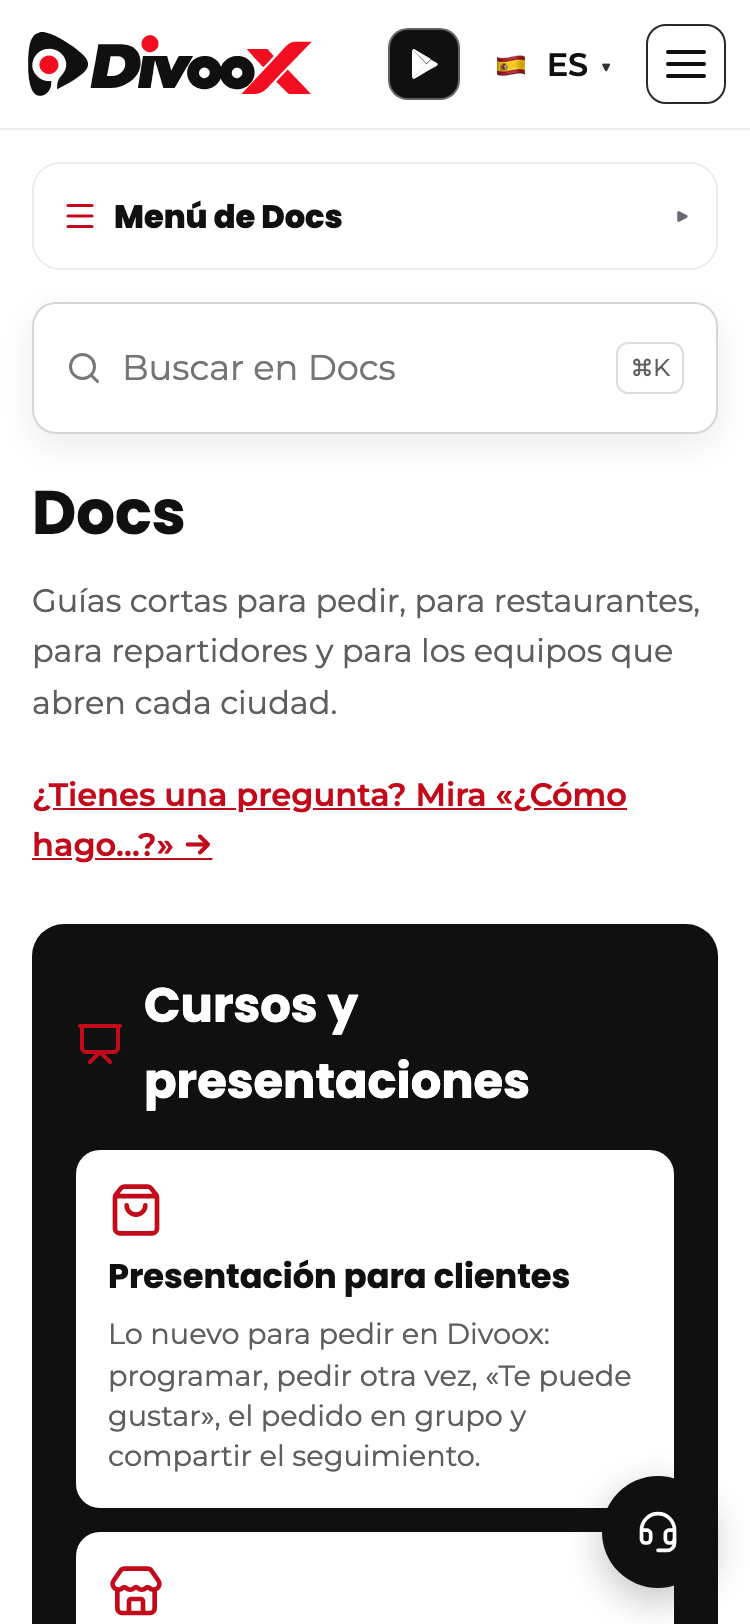 DivooX
ES
Menú de Docs
Buscar en Docs
⌘K
Docs
Guías cortas para pedir, para restaurantes,
para repartidores y para los equipos que
abren cada ciudad.
¿Tienes una pregunta? Mira «¿Cómo
hago...?» →
Cursos y
presentaciones
Presentación para clientes
Lo nuevo para pedir en Divoox:
programar, pedir otra vez, «Te puede
gustar», el pedido en grupo y
compartir el seguimiento.